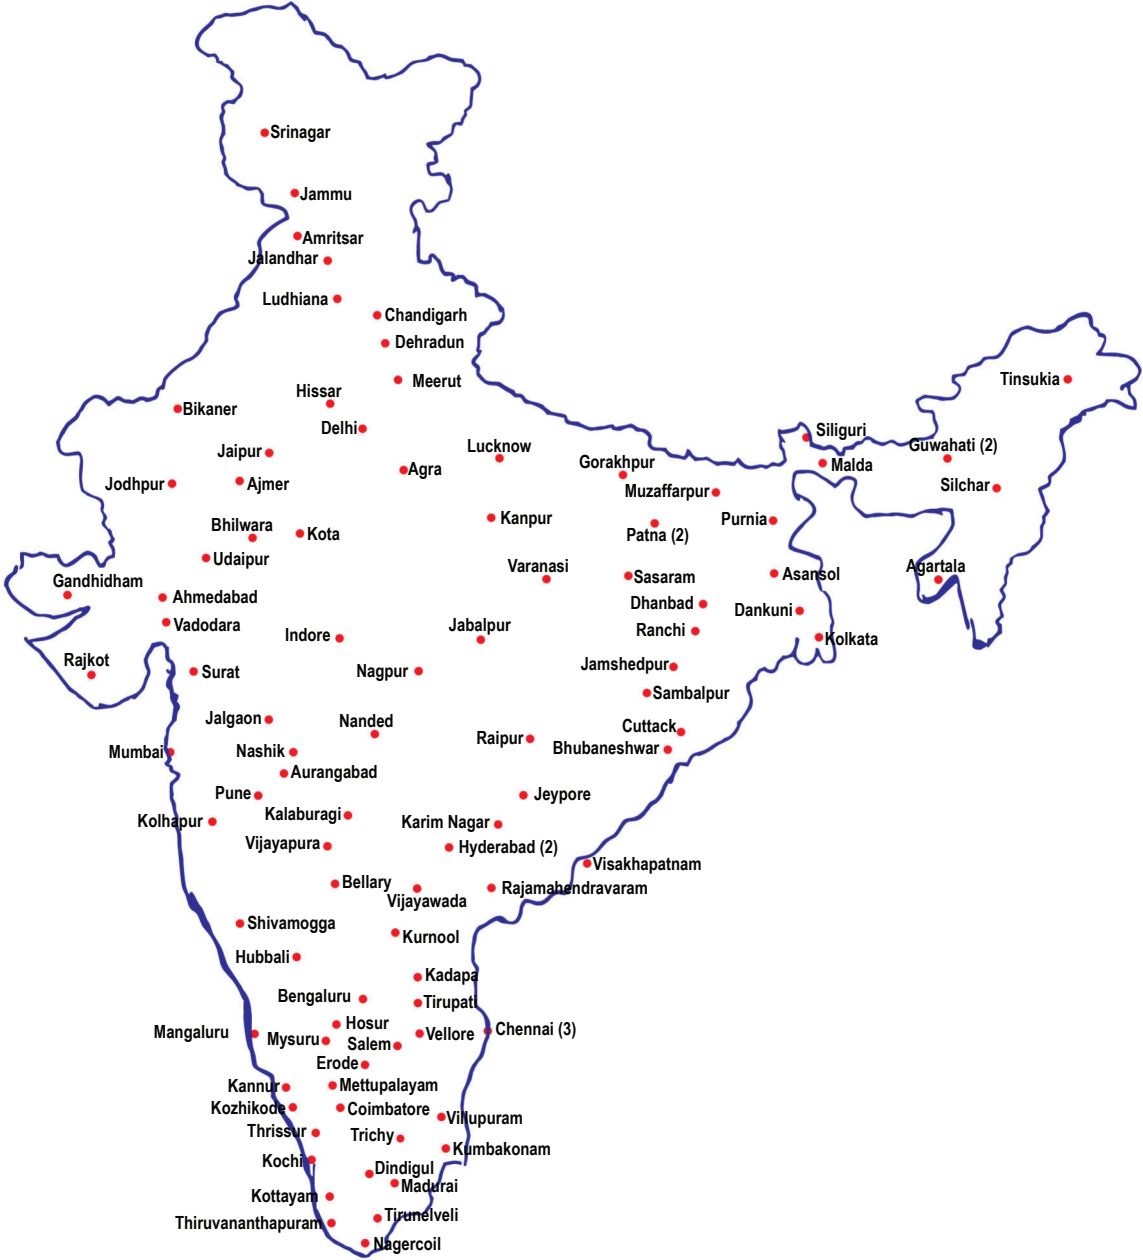 Srinagar
Jammu
Amritsar
Jalandhar
Ludhiana
Chandigarh
Dehradun
Meerut
Tinsukia
Hissar
Bikaner
Delhi
Siliguri
Guwahati (2)
Lucknow
Jaipur
Gorakhpur
Malda
Agra
Jodhpur
Ajmer
Silchar
Muzaffarpur
Kanpur
Purnia
Bhilwara
Kota
Patna (2)
Udaipur
Varanasi
Agartala
Sasaram
Asansol
Gandhidham
Ahmedabad
Dhanbad
Dankuni
Vadodara
Jabalpur
Ranchi
Indore
Kolkata
Rajkot
Jamshedpur
Surat
Nagpur
Sambalpur
Jalgaon
Nanded
Cuttack
Raipur
Bhubaneshwar
Mumbai
Nashik
Aurangabad
Pune
Jeypore
Kalaburagi
Kolhapur
Karim Nagar
Vijayapura
Hyderabad (2)
Visakhapatnam
Bellary
Rajamahendravaram
Vijayawada
Shivamogga
Kurnool
Hubbali
Kadapa
Bengaluru
Tirupati
Hosur
Chennai (3)
Mangaluru
Vellore
Mysuru
Salem
Erode
Mettupalayam
Kannur
Kozhikode
Coimbatore
Villupuram
Thrissur
Trichy
Kumbakonam
Kochi
Dindigul
Madurai
Kottayam
Tirunelveli
Thiruvananthapuram
Nagercoil